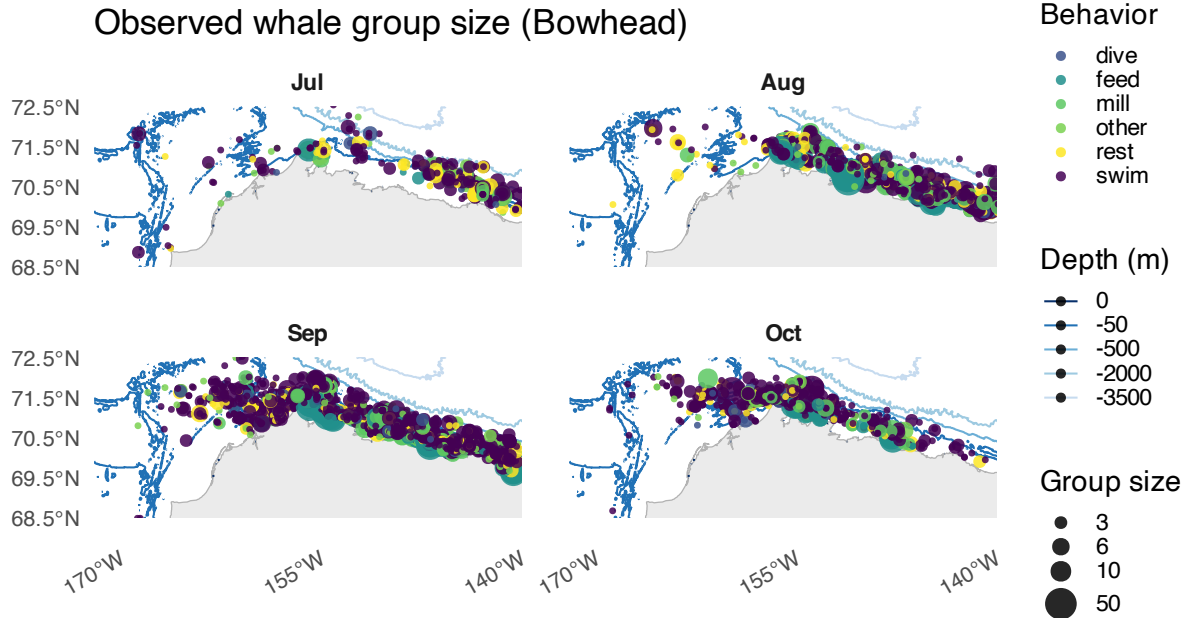 Observed whale group size (Bowhead)
Jul
Aug
72.5°N
71.5°N
70.5°N
69.5°N
68.5°N
Sep
Oct
72.5°N
71.5°N
70.5°N
69.5°N
68.5°N
170°W
155°W
140°W
170°W
155°W
140°W
Behavior
dive
feed
mill
other
rest
swim
Depth (m)
0
-50
-500
-2000
-3500
Group size
3
6
10
50